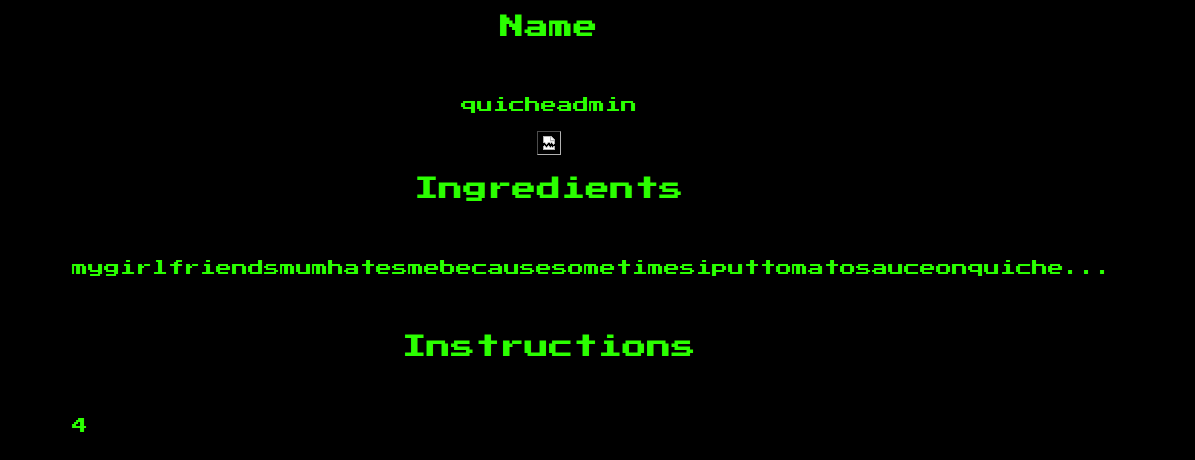 Name
quicheadmin
Ingredients
mygirlfriendsmumhatesmebecausesometimesiputtomatosauceonquiche...
Instructions
4